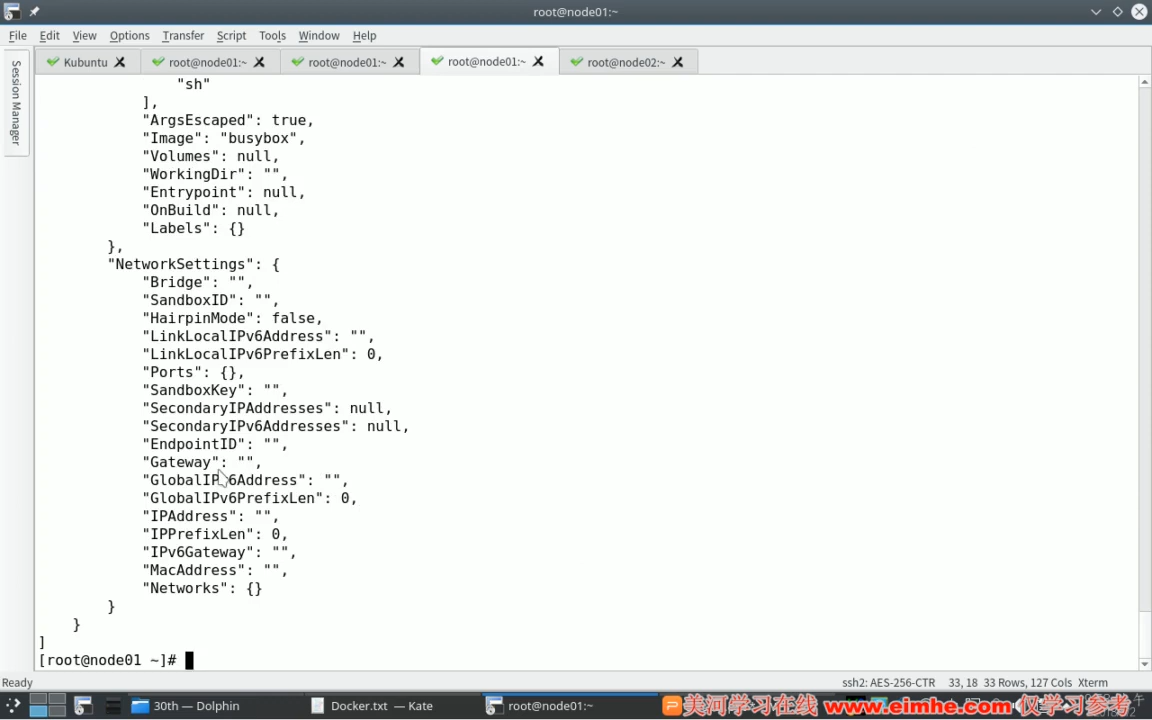 root@node01:~
File Edit View Options Transfer Script Tools Window Help
Session Manager
Kubuntu root@node01:~ root@node01:~ root@node01:~ root@node02:~
"sh"
],
"ArgsEscaped": true,
"Image": "busybox",
"Volumes": null,
"WorkingDir": "",
"Entrypoint": null,
"OnBuild": null,
"Labels": {}
},
"NetworkSettings": {
"Bridge": "",
"SandboxID": "",
"HairpinMode": false,
"LinkLocalIPv6Address": "",
"LinkLocalIPv6PrefixLen": 0,
"Ports": {},
"SandboxKey": "",
"SecondaryIPAddresses": null,
"SecondaryIPv6Addresses": null,
"EndpointID": "",
"Gateway": "",
"GlobalIPv6Address": "",
"GlobalIPv6PrefixLen": 0,
"IPAddress": "",
"IPPrefixLen": 0,
"IPv6Gateway": "",
"MacAddress": "",
"Networks": {}
}
}
]
[root@node01 ~]#
Ready ssh2: AES-256-CTR 33, 18 33 Rows, 127 Cols Xterm
30th — Dolphin Docker.txt — Kate root@node01:~ 美河学习在线 www.eimhe.com 仅学习参考